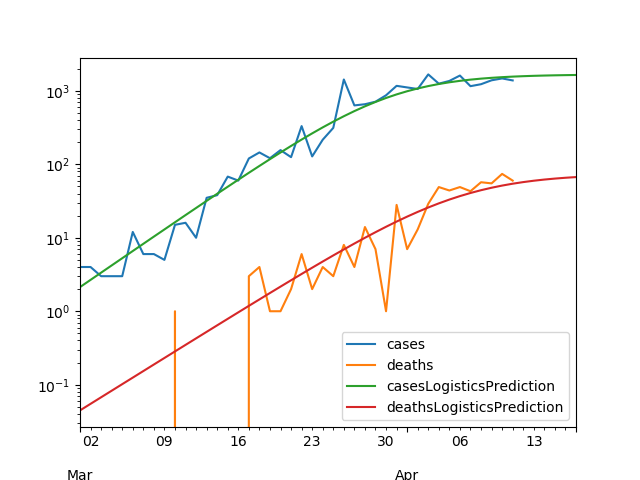 10³
10²
10¹
10⁰
10⁻¹
cases
deaths
casesLogisticsPrediction
deathsLogisticsPrediction
02 09 16 23 30 06 13
Mar Apr